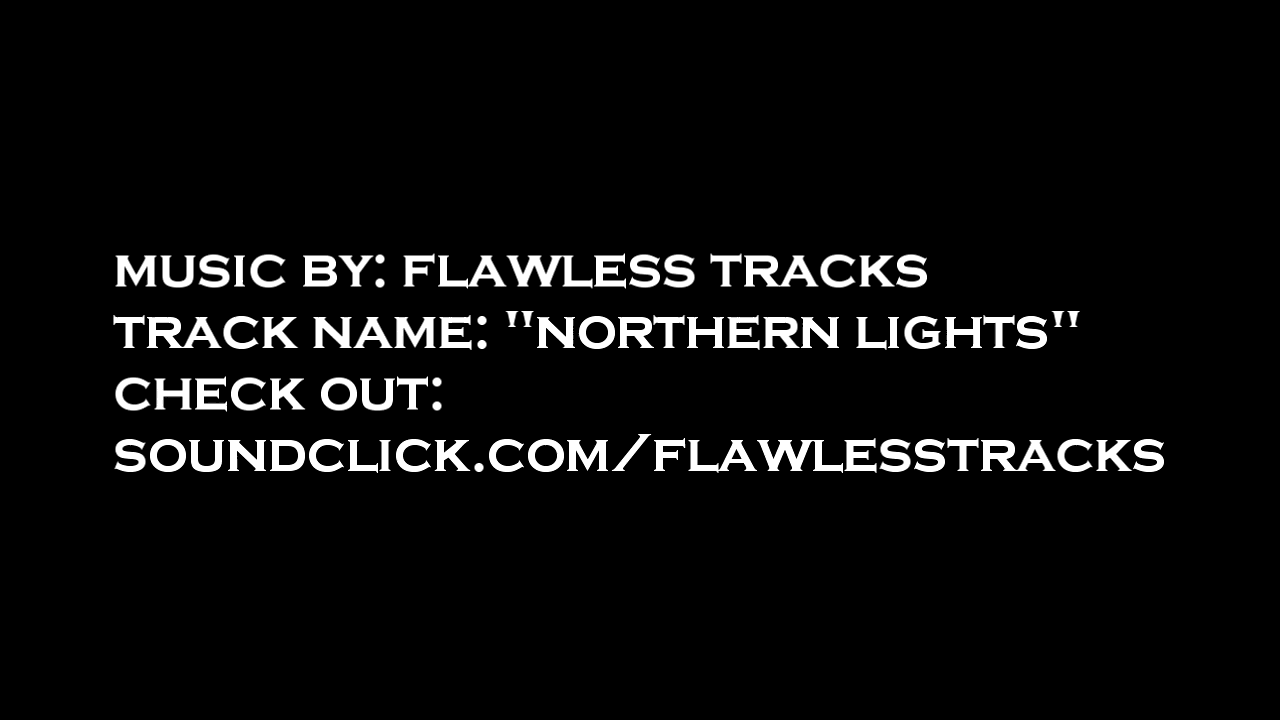 MUSIC BY: FLAWLESS TRACKS
TRACK NAME: "NORTHERN LIGHTS"
CHECK OUT:
SOUNDCLICK.COM/FLAWLESSTRACKS